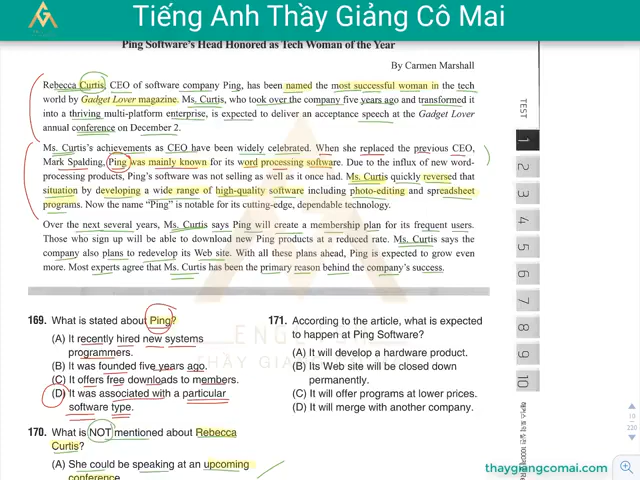 Tiếng Anh Thầy Giảng Cô Mai
Ping Software's Head Honored as Tech Woman of the Year
By Carmen Marshall
Rebecca Curtis, CEO of software company Ping, has been named the most successful woman in the tech
world by Gadget Lover magazine. Ms. Curtis, who took over the company five years ago and transformed it
into a thriving multi-platform enterprise, is expected to deliver an acceptance speech at the Gadget Lover
annual conference on December 2.
Ms. Curtis's achievements as CEO have been widely celebrated. When she replaced the previous CEO,
Mark Spalding, Ping was mainly known for its word processing software. Due to the influx of new word-
processing products, Ping's software was not selling as well as it once had. Ms. Curtis quickly reversed that
situation by developing a wide range of high-quality software including photo-editing and spreadsheet
programs. Now the name "Ping" is notable for its cutting-edge, dependable technology.
Over the next several years, Ms. Curtis says Ping will create a membership plan for its frequent users.
Those who sign up will be able to download new Ping products at a reduced rate. Ms. Curtis says the
company also plans to redevelop its Web site. With all these plans ahead, Ping is expected to grow even
more. Most experts agree that Ms. Curtis has been the primary reason behind the company's success.
169. What is stated about Ping?
(A) It recently hired new systems
programmers.
(B) It was founded five years ago.
(C) It offers free downloads to members.
(D) It was associated with a particular
software type.
170. What is NOT mentioned about Rebecca
Curtis?
(A) She could be speaking at an upcoming
conference
171. According to the article, what is expected
to happen at Ping Software?
(A) It will develop a hardware product.
(B) Its Web site will be closed down
permanently.
(C) It will offer programs at lower prices.
(D) It will merge with another company.
TEST
1
2
3
4
5
6
7
8
9
10
220
thaygiangcomai.com